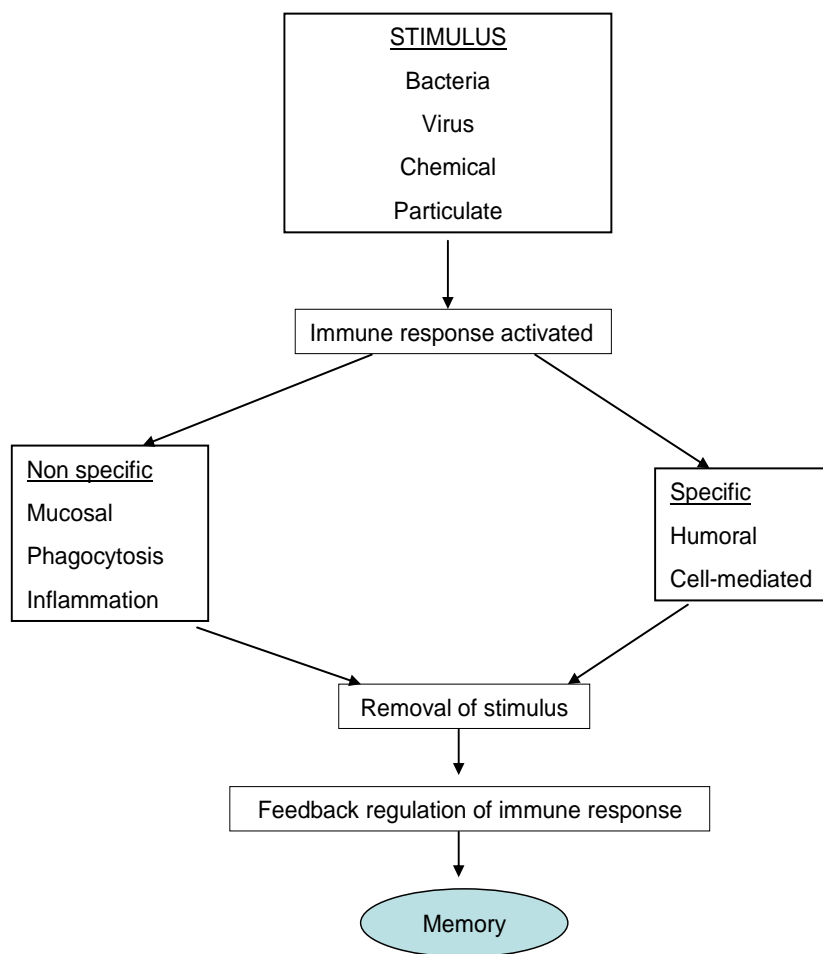 STIMULUS
Bacteria
Virus
Chemical
Particulate
Immune response activated
Non specific
Mucosal
Phagocytosis
Inflammation
Specific
Humoral
Cell-mediated
Removal of stimulus
Feedback regulation of immune response
Memory